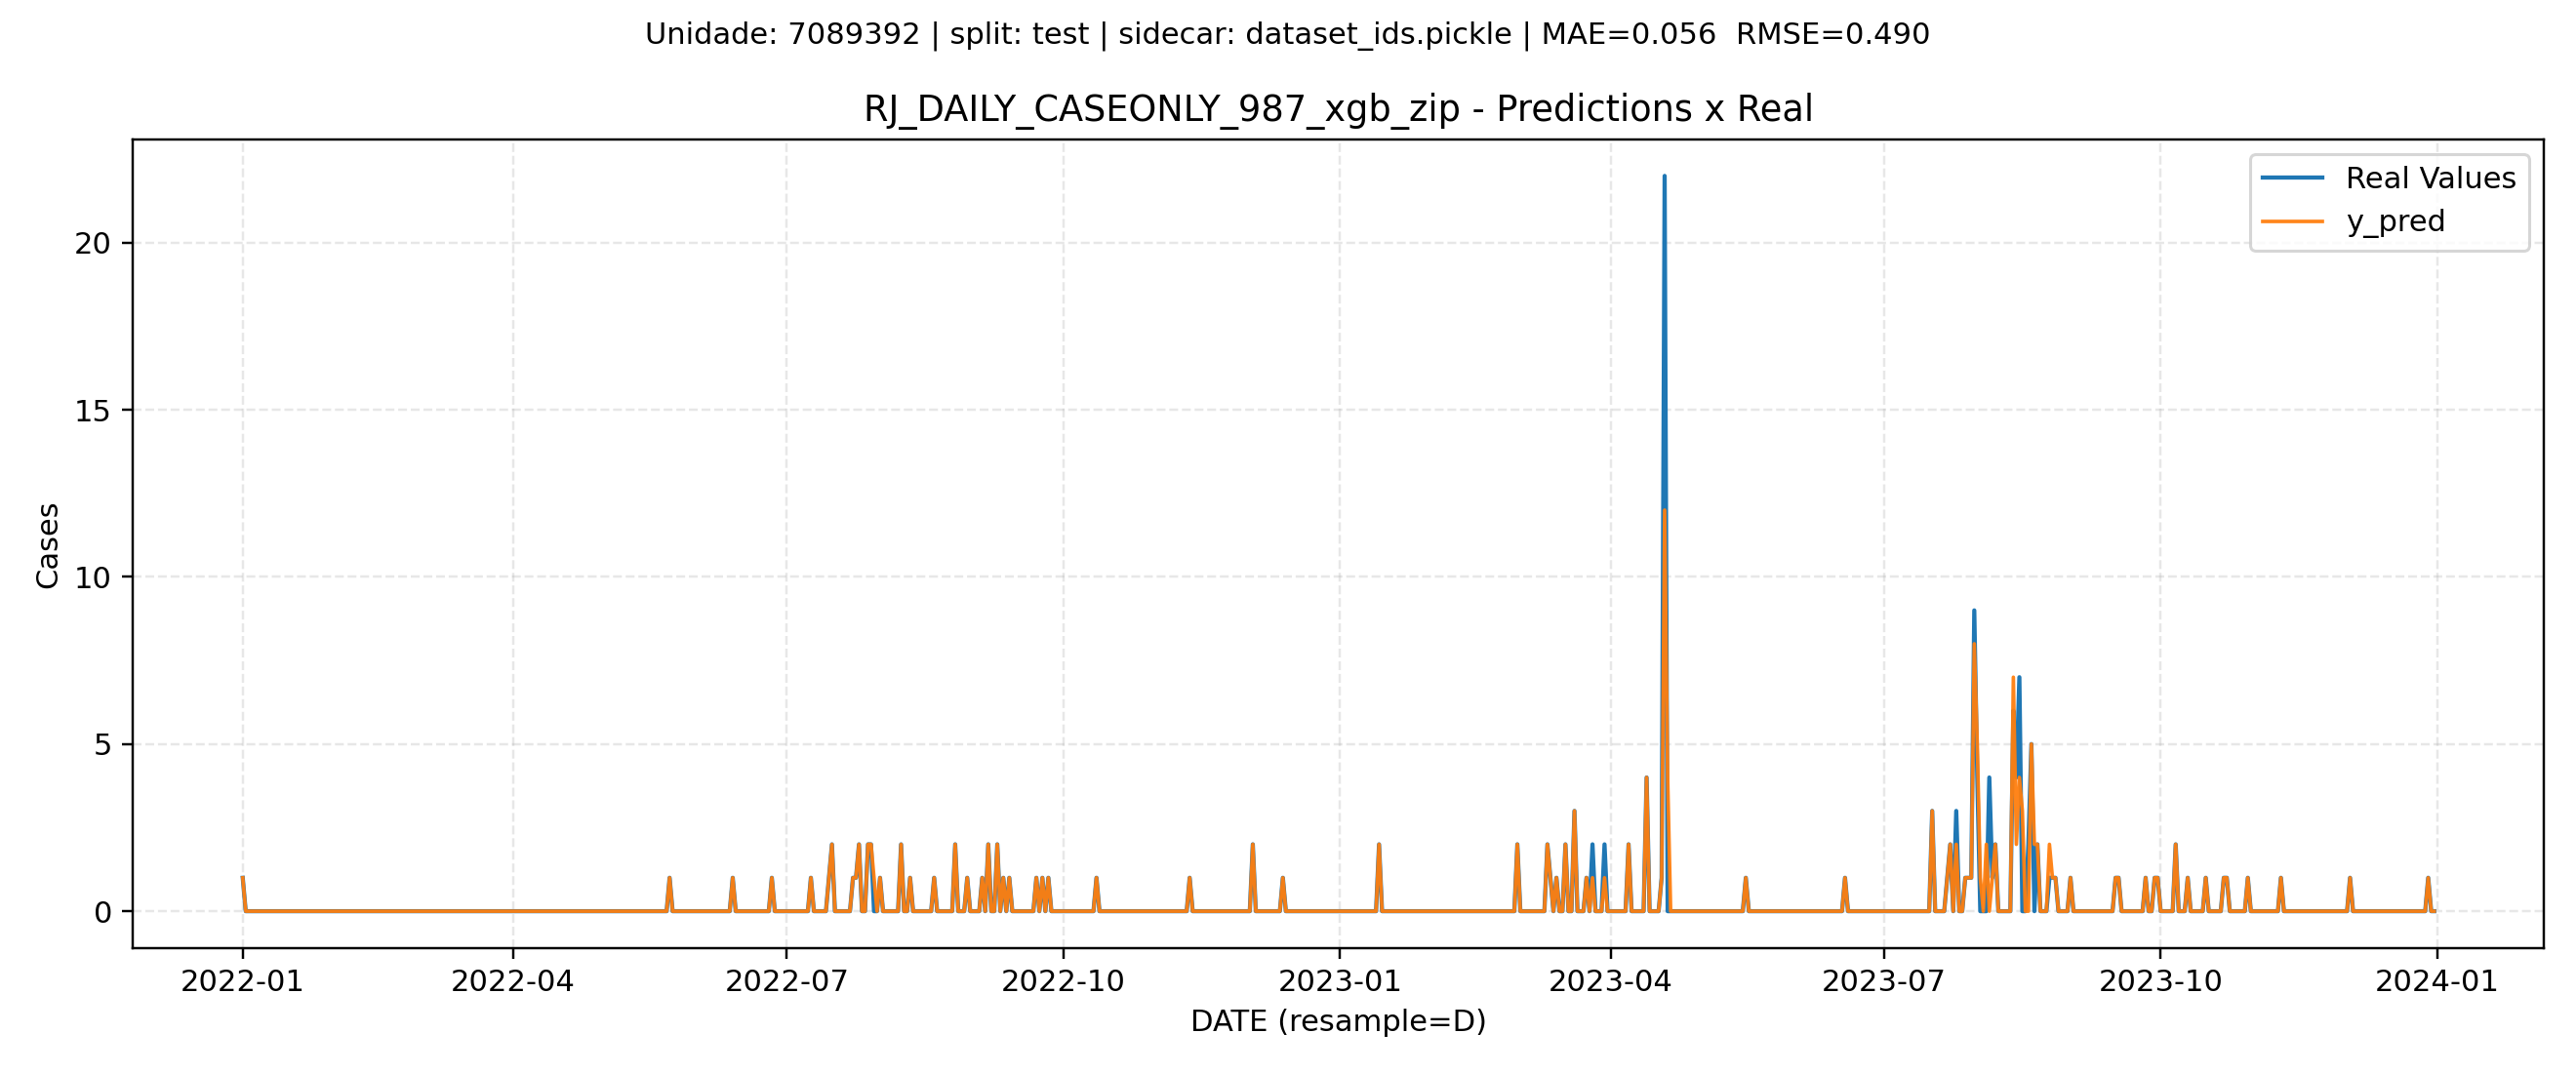 Unidade: 7089392 | split: test | sidecar: dataset_ids.pickle | MAE=0.056  RMSE=0.490
RJ_DAILY_CASEONLY_987_xgb_zip - Predictions x Real
Real Values
y_pred
20
15
10
5
0
Cases
2022-01
2022-04
2022-07
2022-10
2023-01
2023-04
2023-07
2023-10
2024-01
DATE (resample=D)